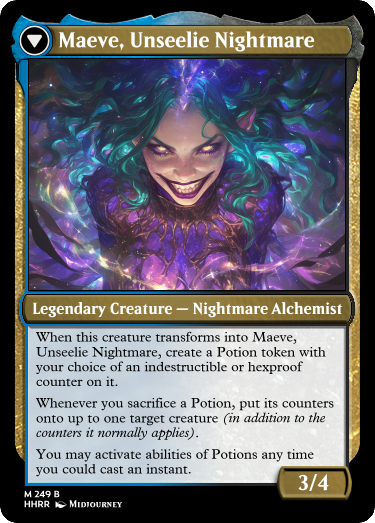 Maeve, Unseelie Nightmare
Legendary Creature — Nightmare Alchemist
When this creature transforms into Maeve,
Unseelie Nightmare, create a Potion token with
your choice of an indestructible or hexproof
counter on it.
Whenever you sacrifice a Potion, put its counters
onto up to one target creature (in addition to the
counters it normally applies).
You may activate abilities of Potions any time
you could cast an instant.
3/4
M 249 B
HHRR Midjourney